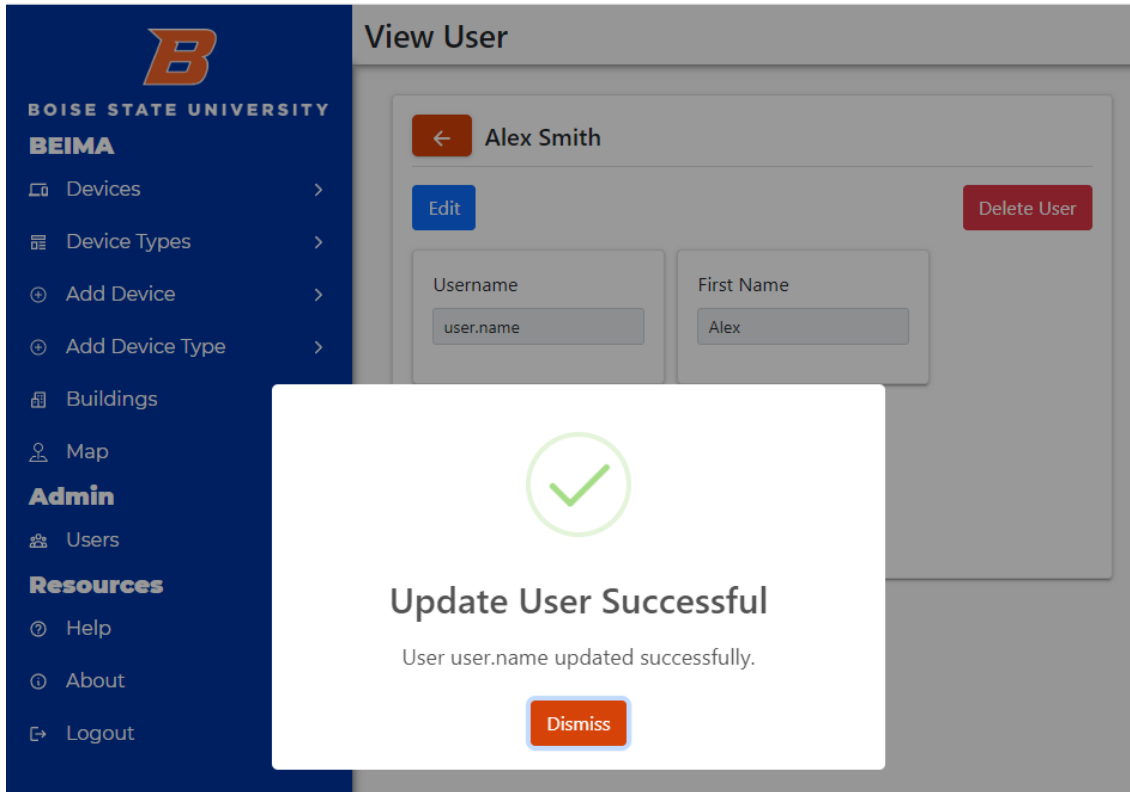 B
BOISE STATE UNIVERSITY
BEIMA
Devices
Device Types
Add Device
Add Device Type
Buildings
Map
Admin
Users
Resources
Help
About
Logout
View User
Alex Smith
Edit
Delete User
Username
First Name
user.name
Alex
Update User Successful
User user.name updated successfully.
Dismiss